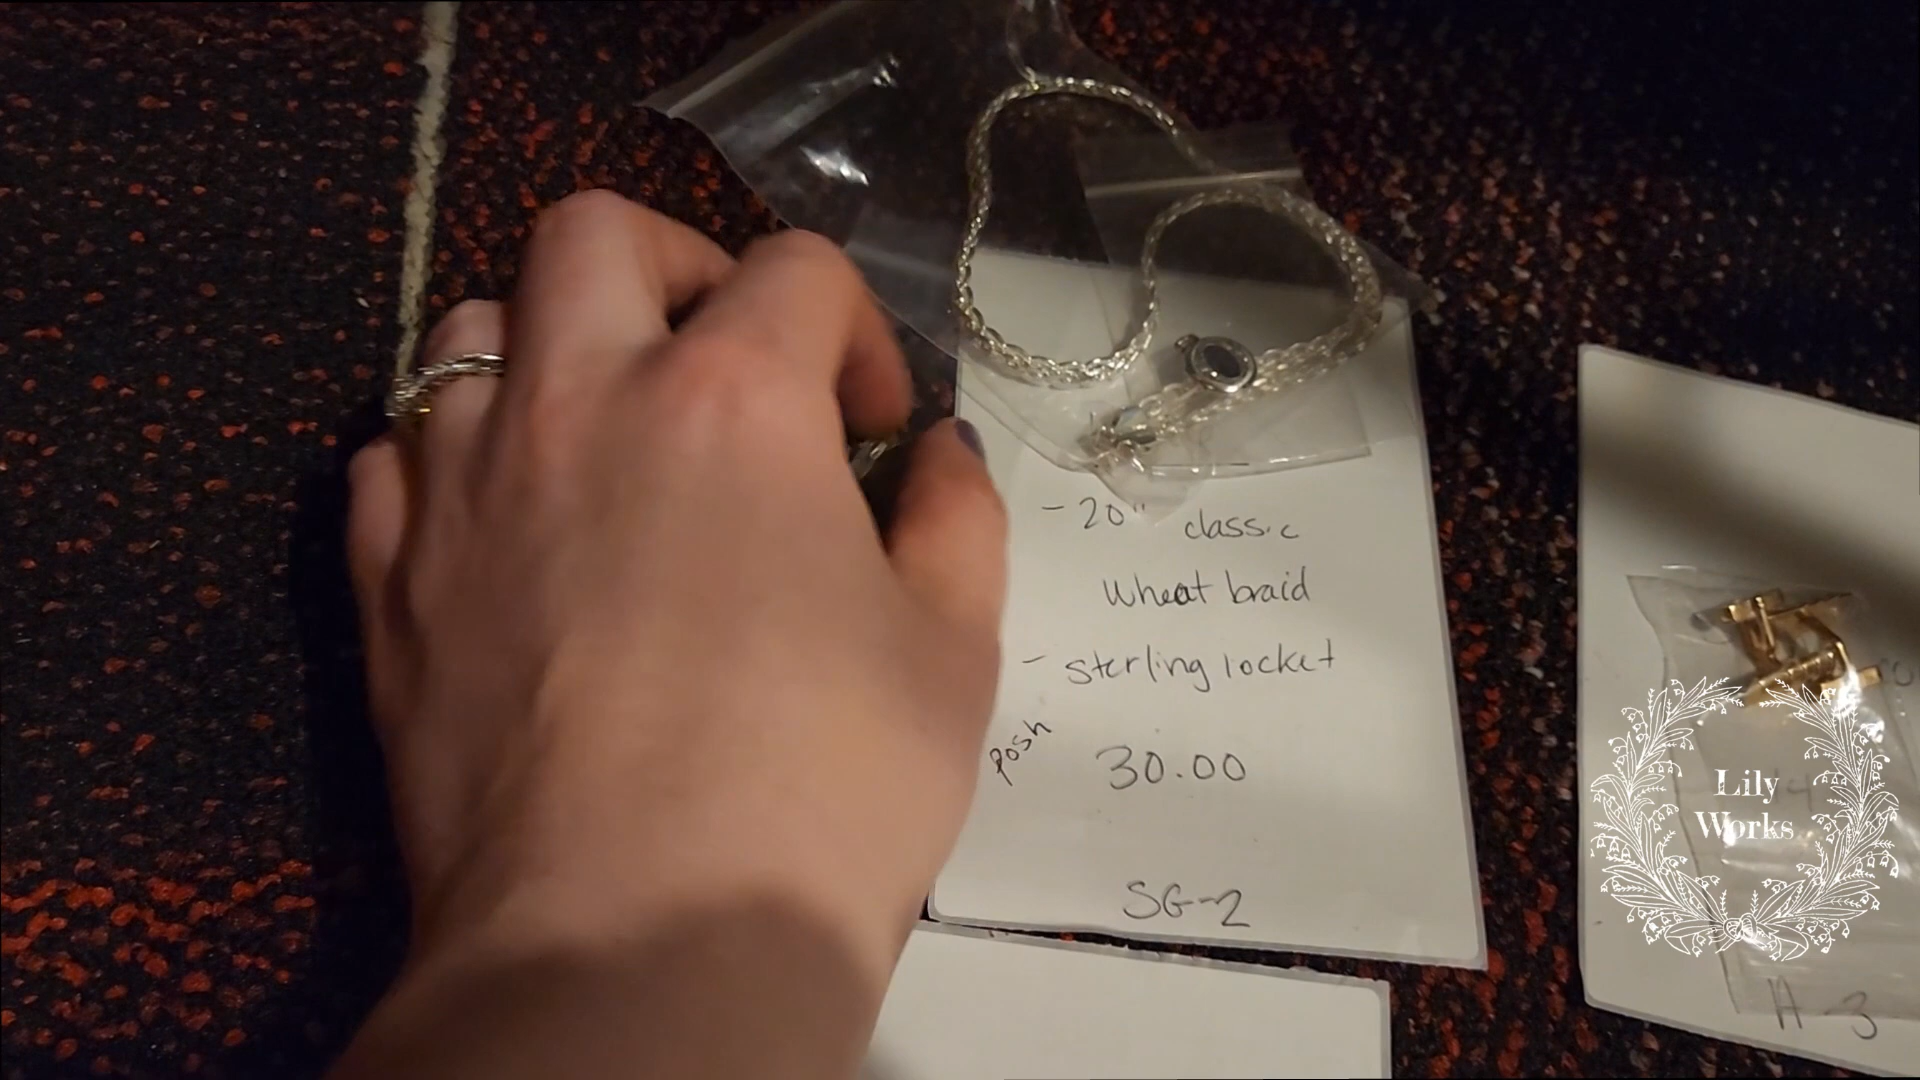 - 20" classic
wheat braid
- sterling locket
posh
30.00
SG-2
Lily
Works
A-3